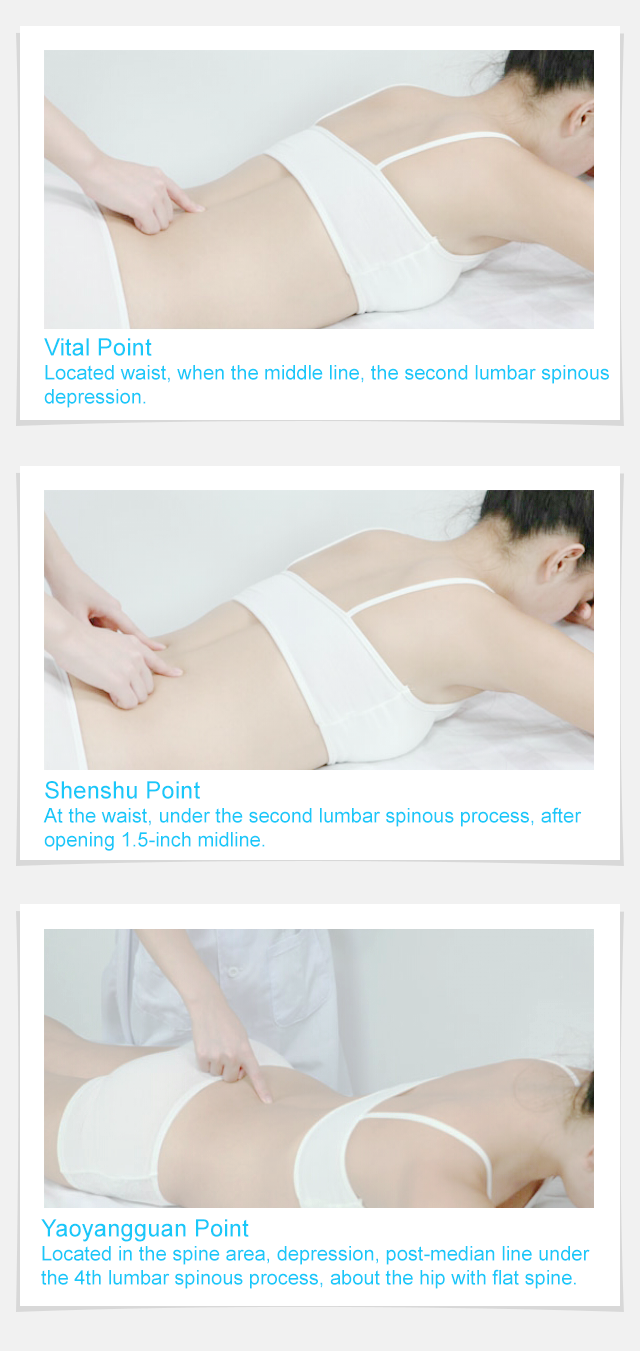 Vital Point
Located waist, when the middle line, the second lumbar spinous
depression.
Shenshu Point
At the waist, under the second lumbar spinous process, after
opening 1.5-inch midline.
Yaoyangguan Point
Located in the spine area, depression, post-median line under
the 4th lumbar spinous process, about the hip with flat spine.